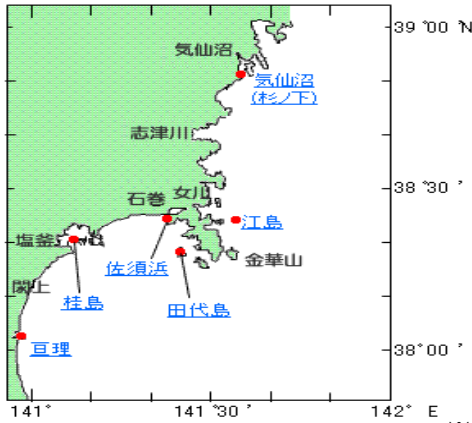 39°00' N
気仙沼
気仙沼
(杉ノ下)
志津川
38°30'
石巻
女川
江島
塩釜
佐須浜
金華山
閖上
桂島
田代島
亘理
38°00'
141°
141°30'
142° E